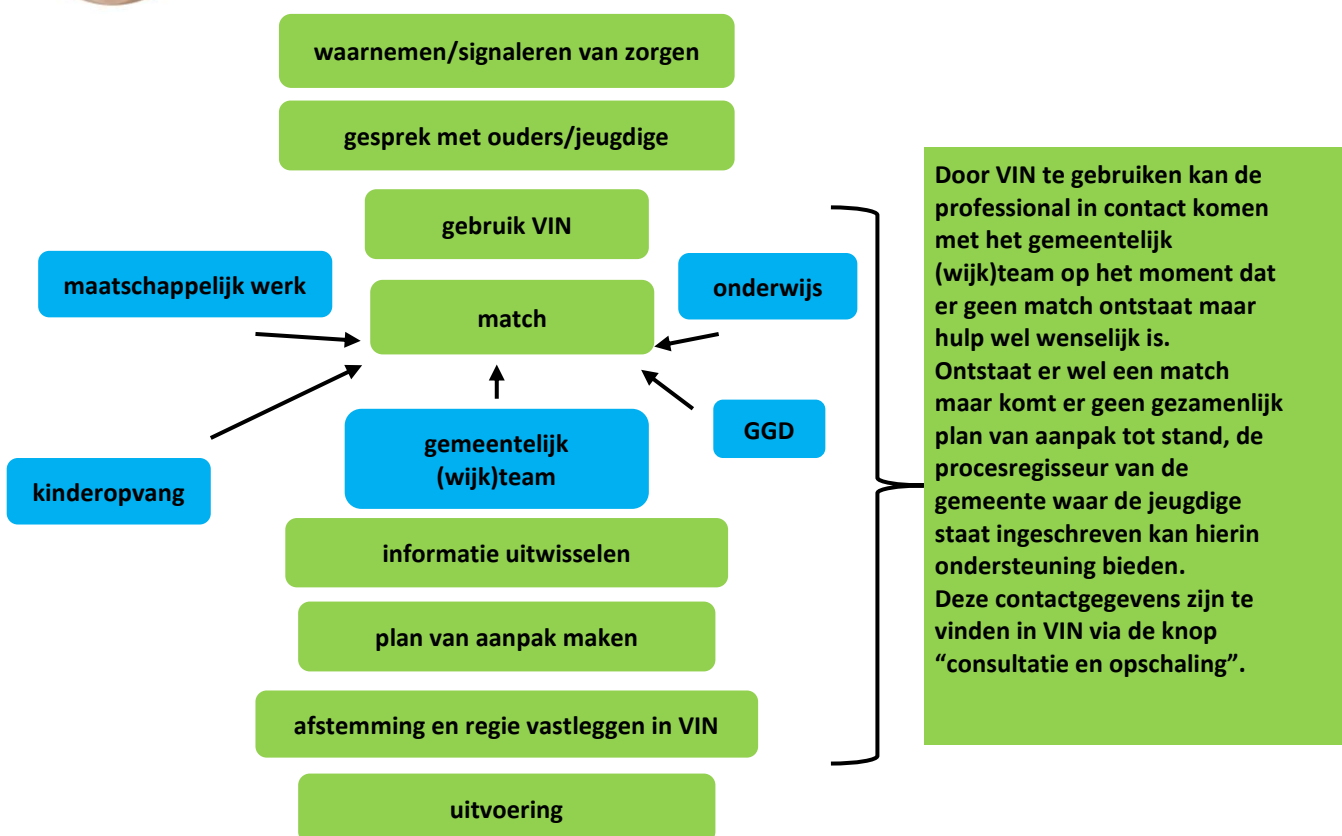 waarnemen/signaleren van zorgen
gesprek met ouders/jeugdige
gebruik VIN
maatschappelijk werk
onderwijs
match
kinderopvang
gemeentelijk
(wijk)team
GGD
informatie uitwisselen
plan van aanpak maken
afstemming en regie vastleggen in VIN
uitvoering
Door VIN te gebruiken kan de
professional in contact komen
met het gemeentelijk
(wijk)team op het moment dat
er geen match ontstaat maar
hulp wel wenselijk is.
Ontstaat er wel een match
maar komt er geen gezamenlijk
plan van aanpak tot stand, de
procesregisseur van de
gemeente waar de jeugdige
staat ingeschreven kan hierin
ondersteuning bieden.
Deze contactgegevens zijn te
vinden in VIN via de knop
“consultatie en opschaling”.